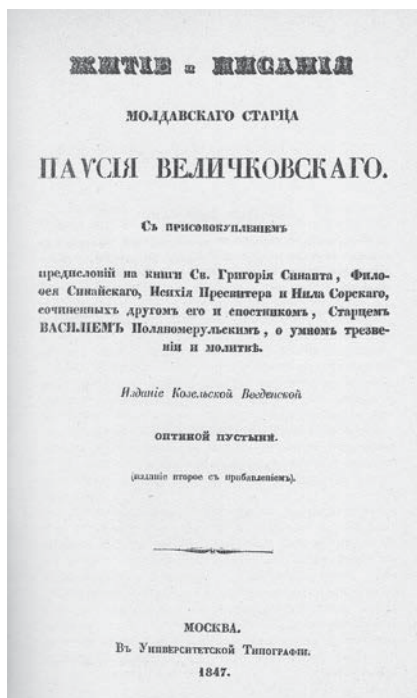 ЖИТІЕ и ПИСАНІЯ
МОЛДАВСКАГО СТАРЦА
ПАѴСІЯ ВЕЛИЧКОВСКАГО.
Съ присовокупленіемъ
предисловій на книги Св. Григорія Синаита, Фило-
ѳея Синайскаго, Исихія Пресвитера и Нила Сорскаго,
сочиненныхъ другомъ его и спостникомъ, Старцемъ
ВАСИЛІЕМЪ Поляномерульскимъ, о умномъ трезве-
ніи и молитвѣ.
Изданіе Козельской Введенской
ОПТИНОЙ ПУСТЫНИ.
(изданіе второе съ прибавленіемъ).
МОСКВА.
Въ Университетской Типографіи.
1847.